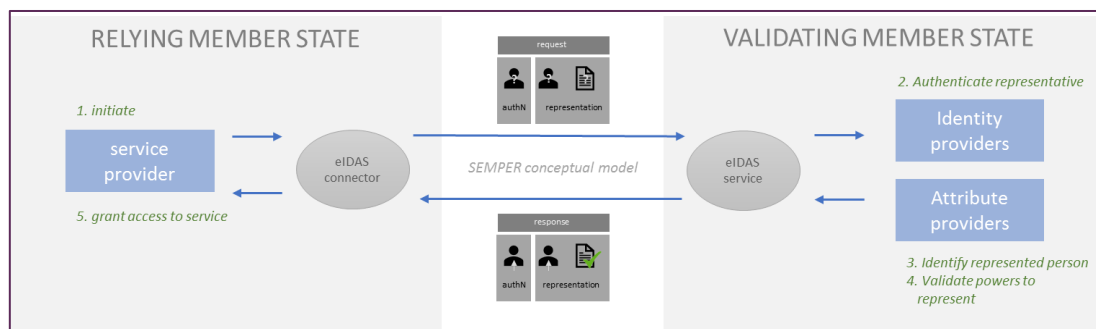 RELYING MEMBER STATE
1. initiate
service
provider
5. grant access to service
eIDAS
connector
request
authN
representation
SEMPER conceptual model
response
authN
representation
VALIDATING MEMBER STATE
2. Authenticate representative
eIDAS
service
Identity
providers
Attribute
providers
3. Identify represented person
4. Validate powers to
represent